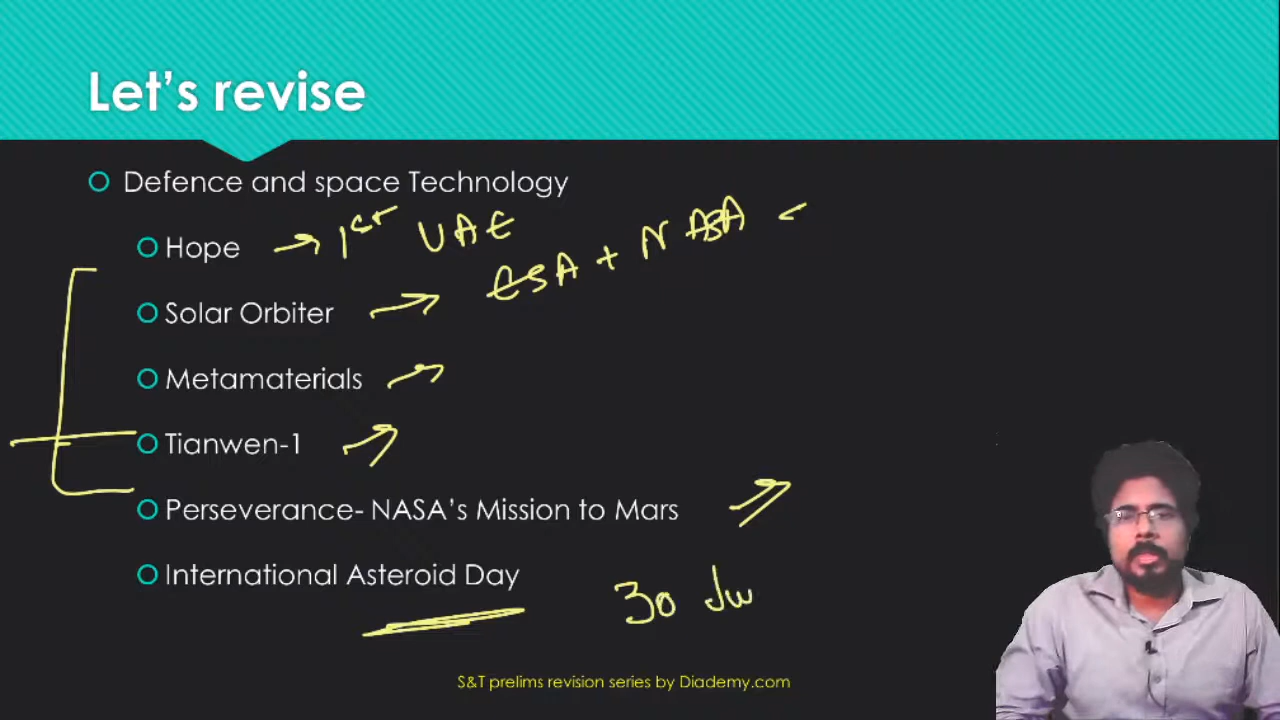 Let's revise
Defence and space Technology
Hope → 1st UAE
Solar Orbiter → ESA + NASA
Metamaterials →
Tianwen-1 →
Perseverance- NASA's Mission to Mars
International Asteroid Day
30 Ju
S&T prelims revision series by Diademy.com